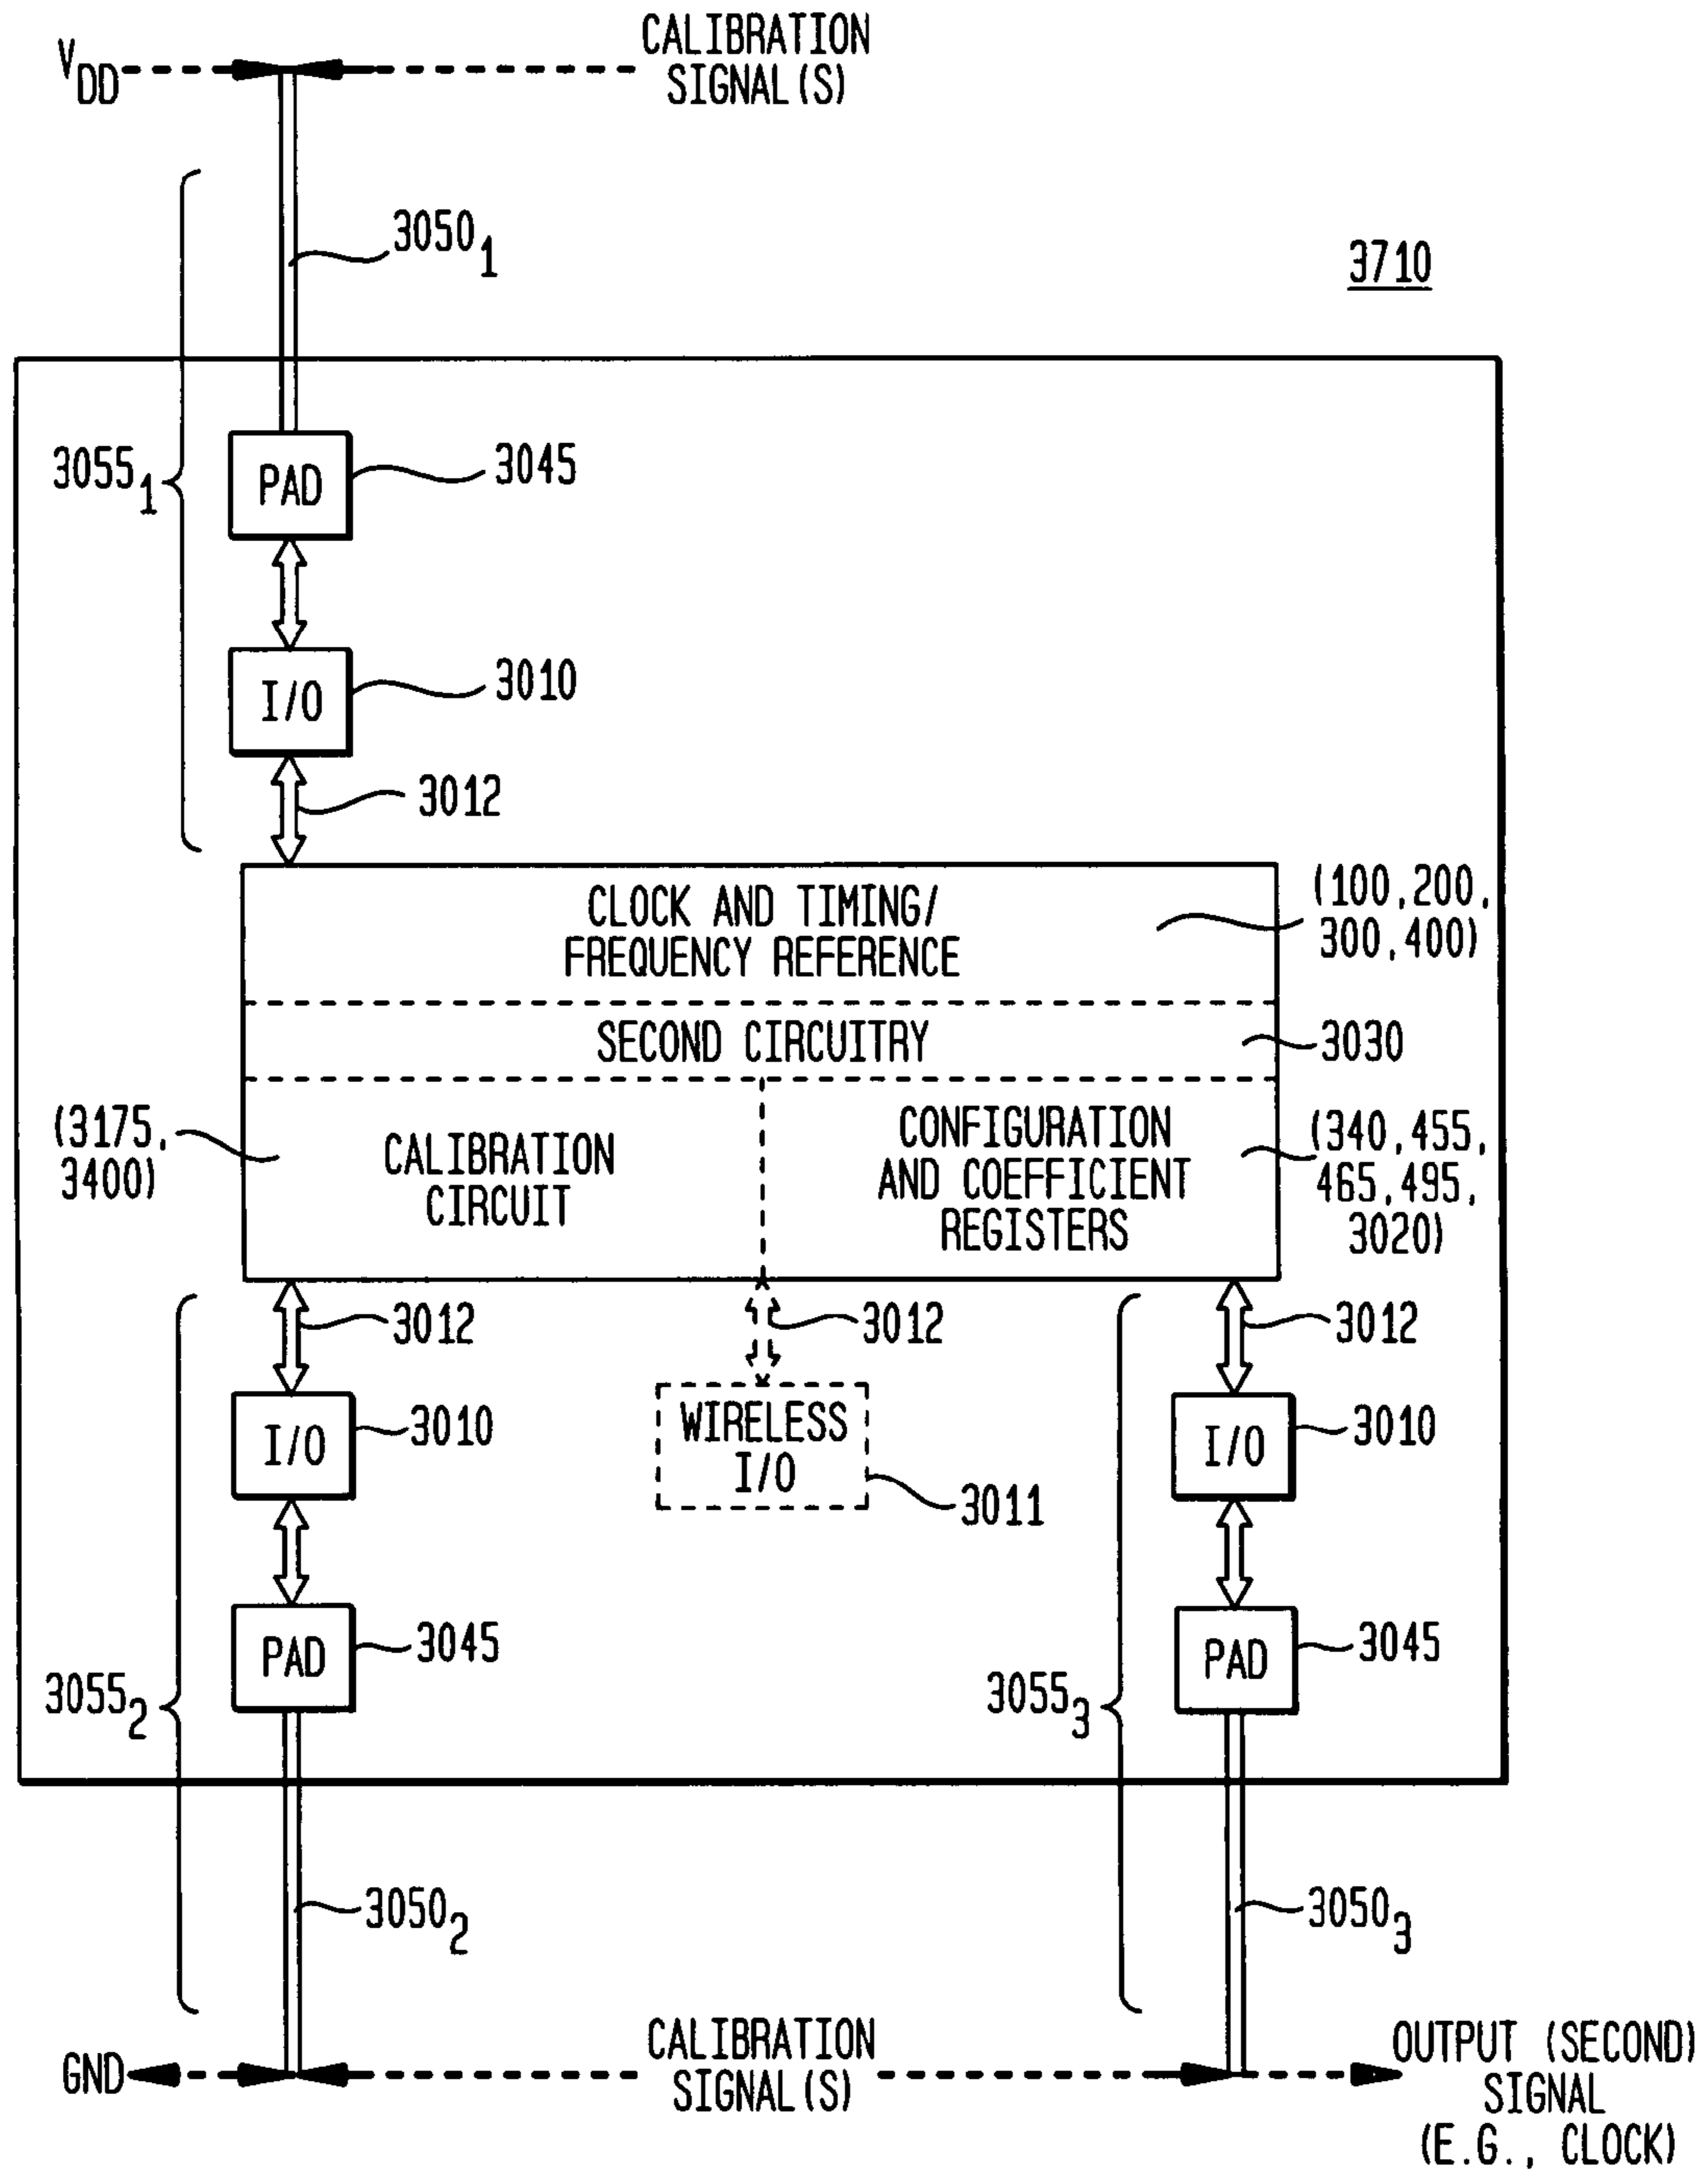 VDD
CALIBRATION
SIGNAL(S)
3050 1
3710
3055 1
PAD
3045
I/O
3010
3012
CLOCK AND TIMING/
FREQUENCY REFERENCE
(100,200,
300,400)
SECOND CIRCUITRY
3030
(3175,
3400)
CALIBRATION
CIRCUIT
CONFIGURATION
AND COEFFICIENT
REGISTERS
(340,455,
465,495,
3020)
3012
3012
3012
I/O
3010
WIRELESS
I/O
3011
I/O
3010
3055 2
PAD
3045
3055 3
PAD
3045
3050 2
3050 3
GND
CALIBRATION
SIGNAL(S)
OUTPUT (SECOND)
SIGNAL
(E.G., CLOCK)